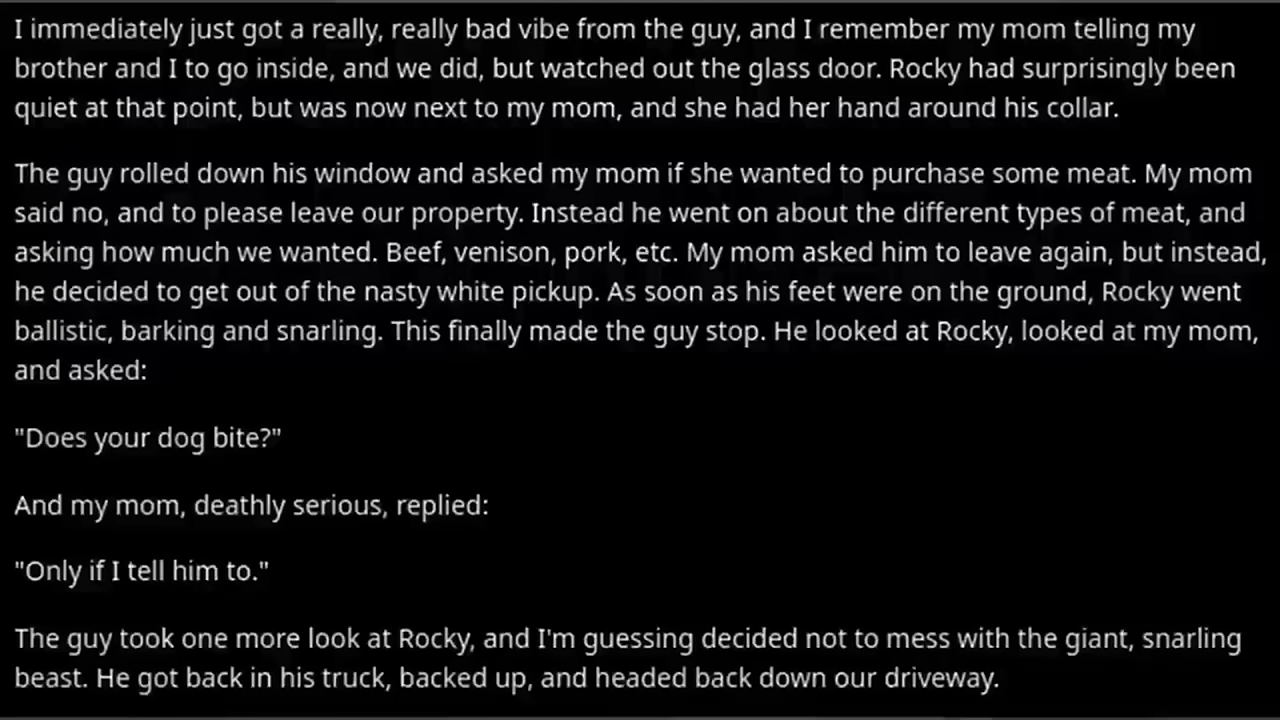 I immediately just got a really, really bad vibe from the guy, and I remember my mom telling my
brother and I to go inside, and we did, but watched out the glass door. Rocky had surprisingly been
quiet at that point, but was now next to my mom, and she had her hand around his collar.
The guy rolled down his window and asked my mom if she wanted to purchase some meat. My mom
said no, and to please leave our property. Instead he went on about the different types of meat, and
asking how much we wanted. Beef, venison, pork, etc. My mom asked him to leave again, but instead,
he decided to get out of the nasty white pickup. As soon as his feet were on the ground, Rocky went
ballistic, barking and snarling. This finally made the guy stop. He looked at Rocky, looked at my mom,
and asked:
"Does your dog bite?"
And my mom, deathly serious, replied:
"Only if I tell him to."
The guy took one more look at Rocky, and I'm guessing decided not to mess with the giant, snarling
beast. He got back in his truck, backed up, and headed back down our driveway.